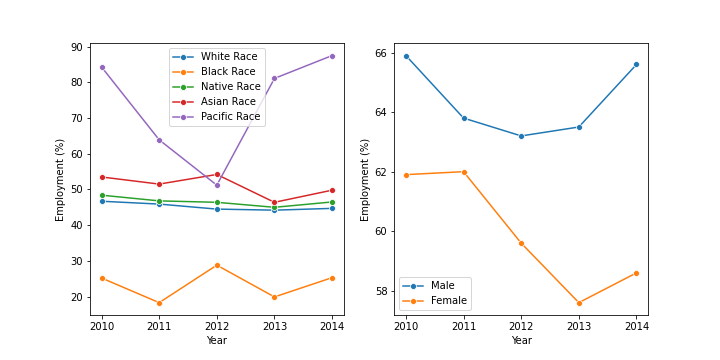 90
80
70
60
50
40
30
20
Employment (%)
2010 2011 2012 2013 2014
Year
White Race
Black Race
Native Race
Asian Race
Pacific Race
66
64
62
60
58
Employment (%)
2010 2011 2012 2013 2014
Year
Male
Female